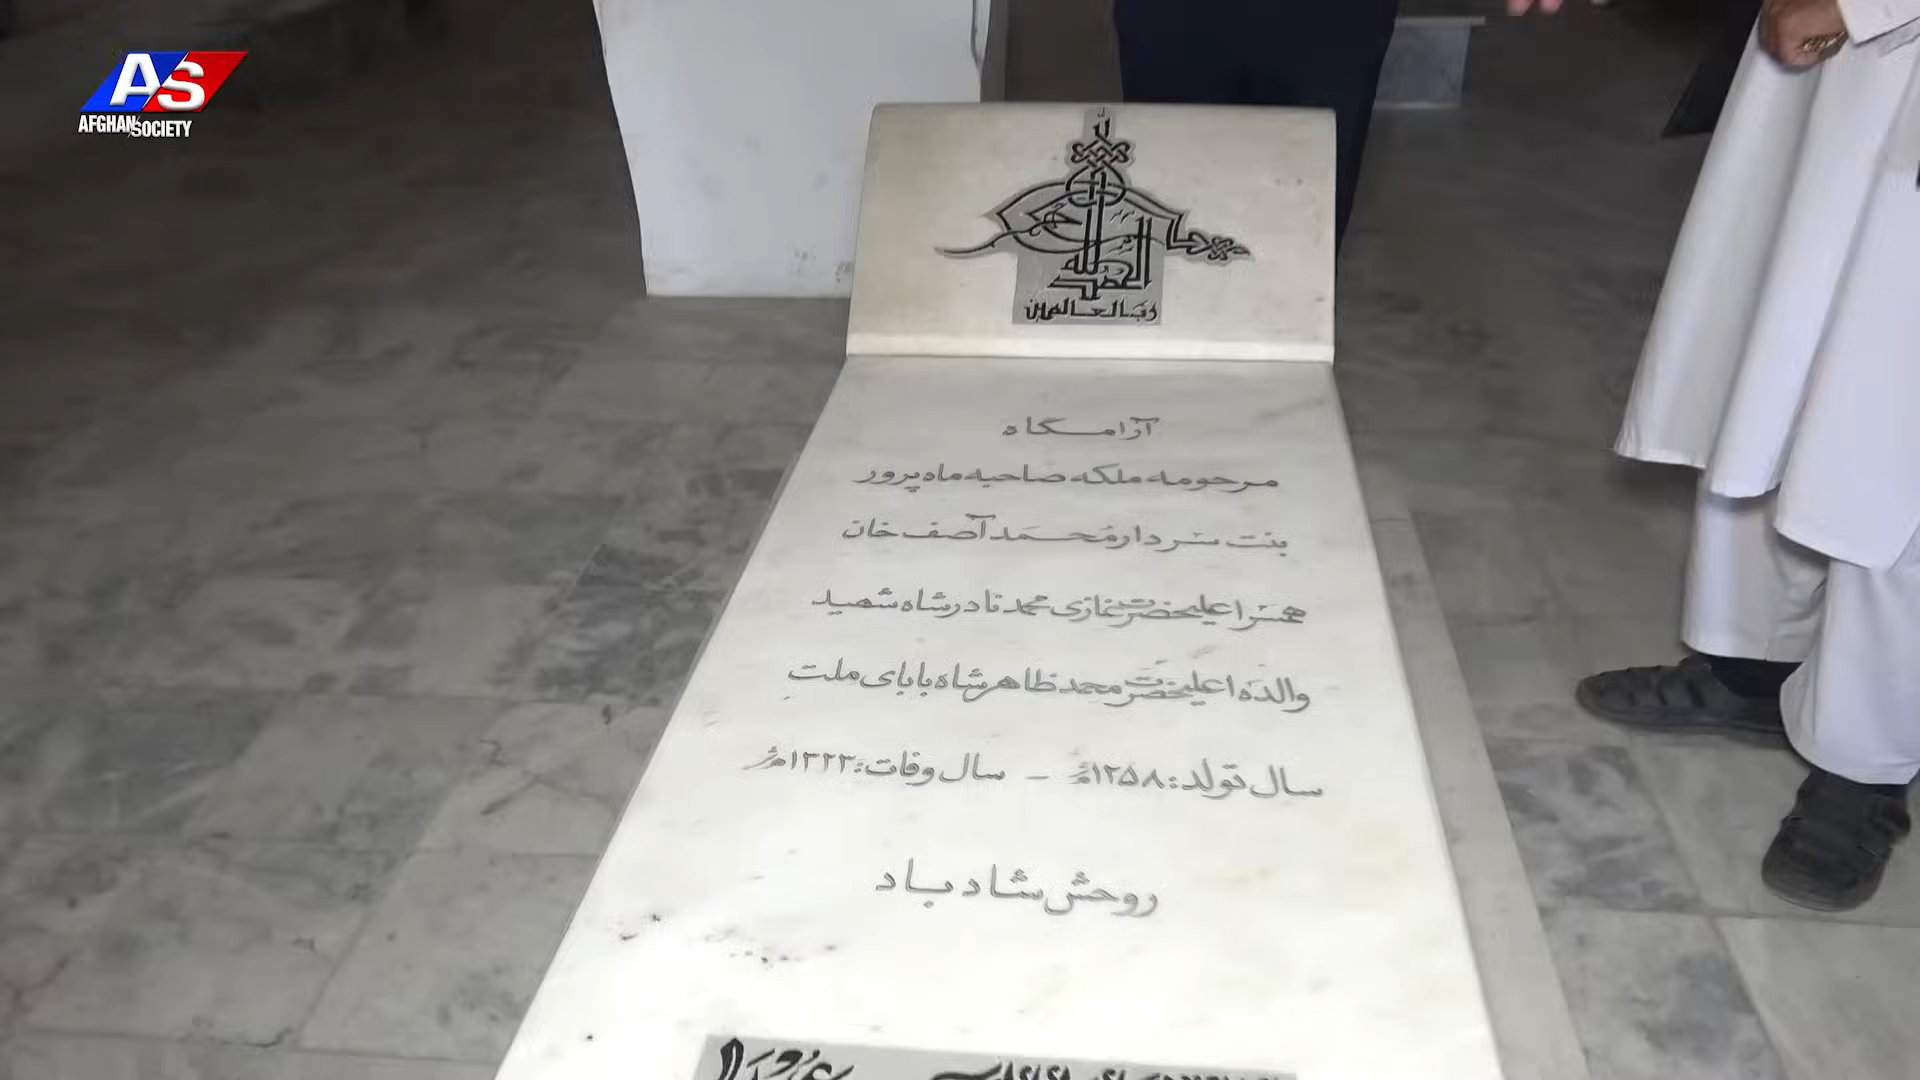 AS
AFGHAN SOCIETY
الحمد لله
رب العالمین
آرامگاه
مرحومه ملکه صاحبه ماه پرور
بنت سردار محمد آصف خان
همسر اعلیحضرت غازی محمد نادر شاه شهید
والده اعلیحضرت محمد ظاهر شاه بابای ملت
سال تولد: ۱۲۵۸ - سال وفات: ۱۳۲۳
روحش شاد باد